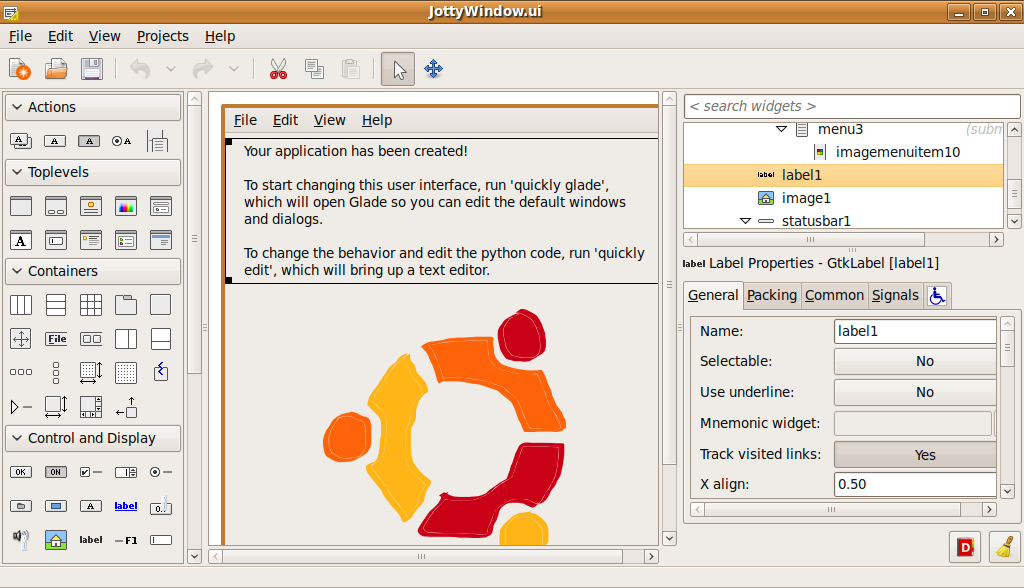 JottyWindow.ui
File Edit View Projects Help
Actions
Toplevels
Containers
File
Control and Display
OK ON
label
label F1
File Edit View Help
Your application has been created!
To start changing this user interface, run 'quickly glade',
which will open Glade so you can edit the default windows
and dialogs.
To change the behavior and edit the python code, run 'quickly
edit', which will bring up a text editor.
< search widgets >
menu3 (subm
imagemenuitem10
label label1
image1
statusbar1
label Label Properties - GtkLabel [label1]
General Packing Common Signals
Name: label1
Selectable: No
Use underline: No
Mnemonic widget:
Track visited links: Yes
X align: 0.50
D